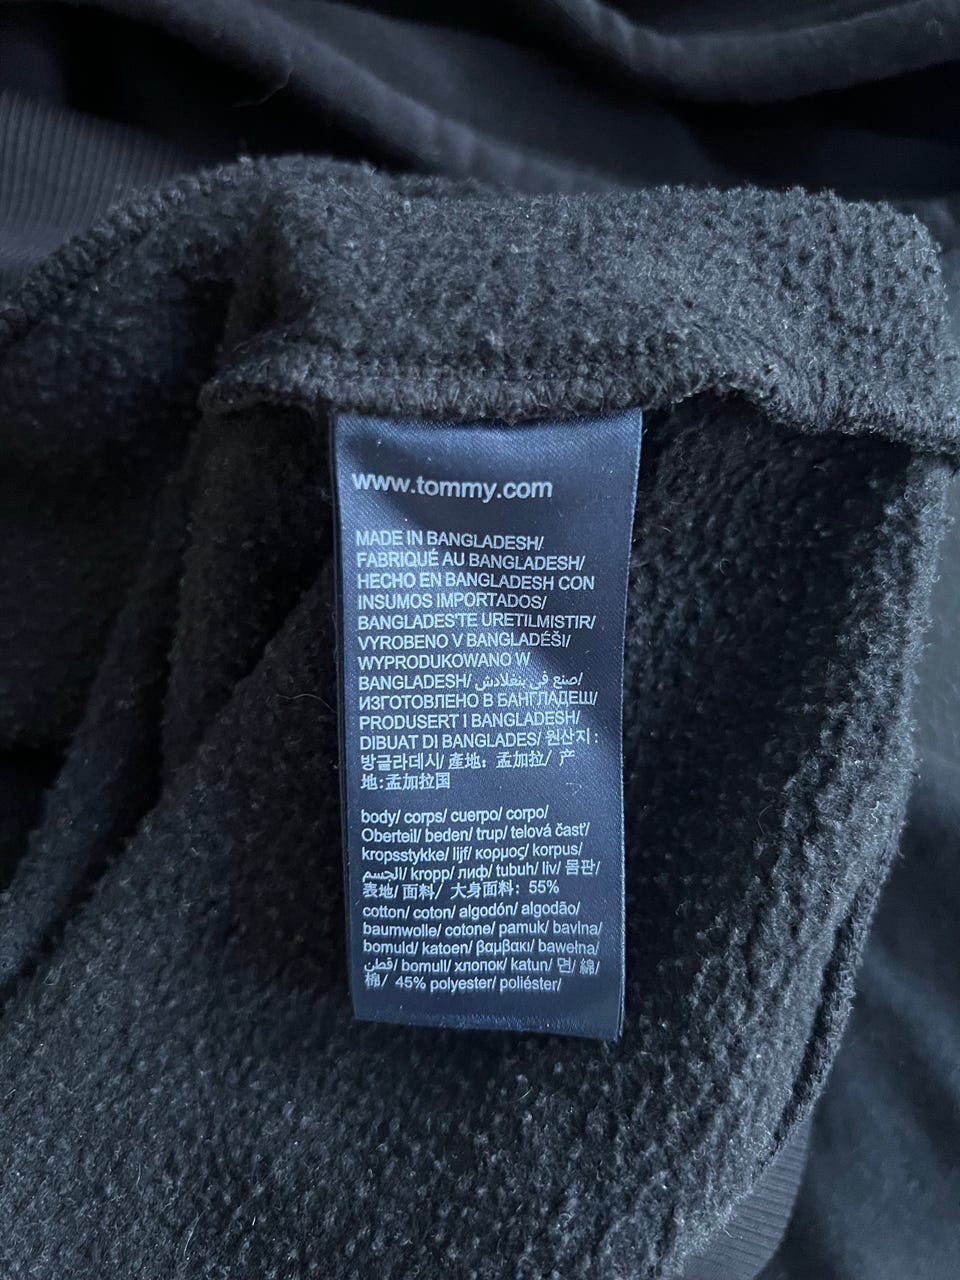 www.tommy.com
MADE IN BANGLADESH/
FABRIQUÉ AU BANGLADESH/
HECHO EN BANGLADESH CON
INSUMOS IMPORTADOS/
BANGLADES'TE URETILMISTIR/
VYROBENO V BANGLADÉŠI/
WYPRODUKOWANO W
BANGLADESH/ صنع في بنغلادش/
ИЗГОТОВЛЕНО В БАНГЛАДЕШ/
PRODUSERT I BANGLADESH/
DIBUAT DI BANGLADES/ 원산지 :
방글라데시/ 產地: 孟加拉/ 产
地:孟加拉国
body/ corps/ cuerpo/ corpo/
Oberteil/ beden/ trup/ telová časť/
kropsstykke/ lijf/ κορμος/ korpus/
الجسم/ kropp/ лиф/ tubuh/ liv/ 몸판/
表地/ 面料/ 大身面料: 55%
cotton/ coton/ algodón/ algodão/
baumwolle/ cotone/ pamuk/ bavlna/
bomuld/ katoen/ βαμβακι/ bawełna/
قطن/ bomull/ хлопок/ katun/ 면/ 綿/
棉/ 45% polyester/ poliéster/